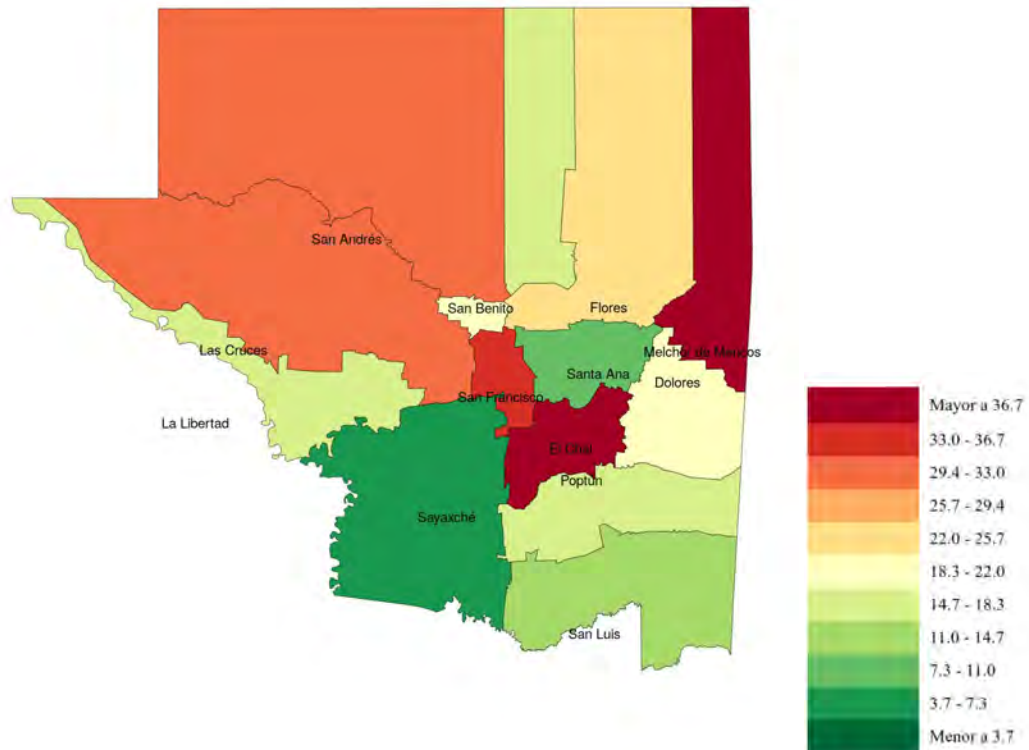 San Andrés
San Benito
Flores
Las Cruces
Melchor de Mencos
Santa Ana
Dolores
San Francisco
La Libertad
El Chal
Poptún
Sayaxché
San Luis
Mayor a 36.7
33.0 - 36.7
29.4 - 33.0
25.7 - 29.4
22.0 - 25.7
18.3 - 22.0
14.7 - 18.3
11.0 - 14.7
7.3 - 11.0
3.7 - 7.3
Menor a 3.7